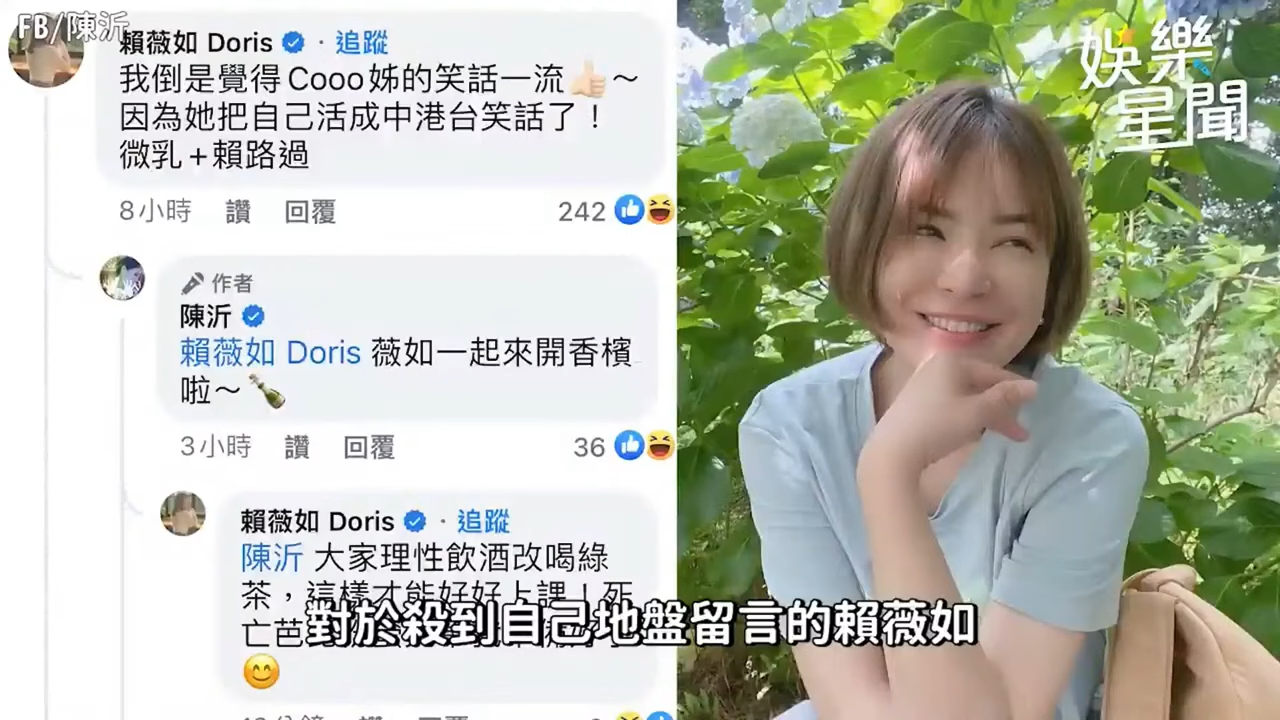 FB/陳沂
賴薇如 Doris · 追蹤
我倒是覺得Cooo姊的笑話一流👍🏻～
因為她把自己活成中港台笑話了！
微乳+賴路過
8小時 讚 回覆 242
作者
陳沂
賴薇如 Doris 薇如一起來開香檳
啦～🍾
3小時 讚 回覆 36
賴薇如 Doris · 追蹤
陳沂 大家理性飲酒改喝綠
茶，這樣才能好好上課！死
亡芭
😊
對於殺到自己地盤留言的賴薇如
娛樂
星聞